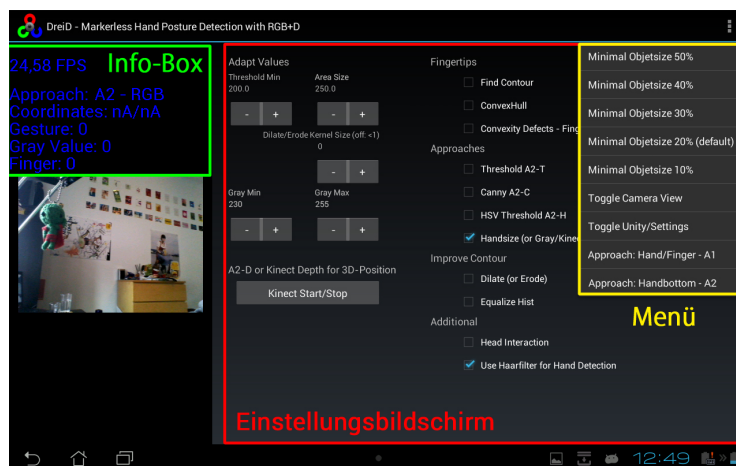 DreiD - Markerless Hand Posture Detection with RGB+D
24,58 FPS
Info-Box
Approach: A2 - RGB
Coordinates: nA/nA
Gesture: 0
Gray Value: 0
Finger: 0
Adapt Values
Threshold Min
Area Size
200.0
250.0
- +
- +
Dilate/Erode Kernel Size (off: <1)
0
- +
Gray Min
Gray Max
230
255
- +
- +
A2-D or Kinect Depth for 3D-Position
Kinect Start/Stop
Fingertips
Find Contour
ConvexHull
Convexity Defects - Fing
Approaches
Threshold A2-T
Canny A2-C
HSV Threshold A2-H
Handsize (or Gray/Kinec
Improve Contour
Dilate (or Erode)
Equalize Hist
Additional
Head Interaction
Use Haarfilter for Hand Detection
Minimal Objetsize 50%
Minimal Objetsize 40%
Minimal Objetsize 30%
Minimal Objetsize 20% (default)
Minimal Objetsize 10%
Toggle Camera View
Toggle Unity/Settings
Approach: Hand/Finger - A1
Approach: Handbottom - A2
Menü
Einstellungsbildschirm
12:49